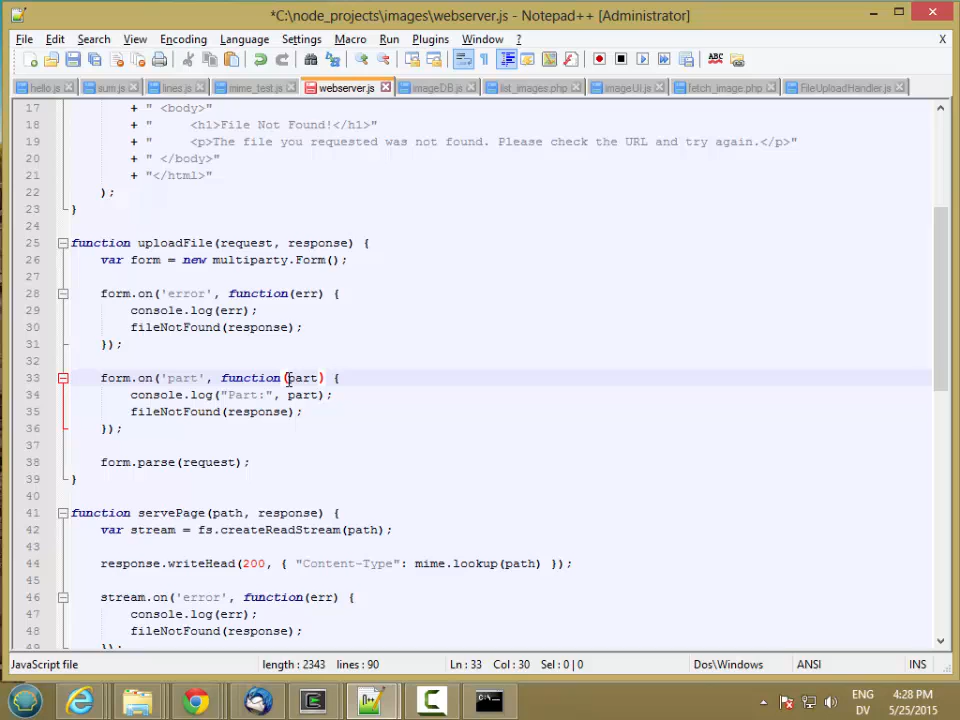 *C:\node_projects\images\webserver.js - Notepad++ [Administrator]
File Edit Search View Encoding Language Settings Macro Run Plugins Window ? X
hello.js sum.js lines.js mime_test.js webserver.js imageDB.js list_images.php imageUI.js fetch_image.php FileUploadHandler.js
17 + " <body>"
18 + " <h1>File Not Found!</h1>"
19 + " <p>The file you requested was not found. Please check the URL and try again.</p>"
20 + " </body>"
21 + "</html>"
22 );
23 }
24
25 function uploadFile(request, response) {
26 var form = new multiparty.Form();
27
28 form.on('error', function(err) {
29 console.log(err);
30 fileNotFound(response);
31 });
32
33 form.on('part', function(part) {
34 console.log("Part:", part);
35 fileNotFound(response);
36 });
37
38 form.parse(request);
39 }
40
41 function servePage(path, response) {
42 var stream = fs.createReadStream(path);
43
44 response.writeHead(200, { "Content-Type": mime.lookup(path) });
45
46 stream.on('error', function(err) {
47 console.log(err);
48 fileNotFound(response);
49 });
JavaScript file length : 2343 lines : 90 Ln : 33 Col : 30 Sel : 0 | 0 Dos\Windows ANSI INS
ENG 4:28 PM
DV 5/25/2015